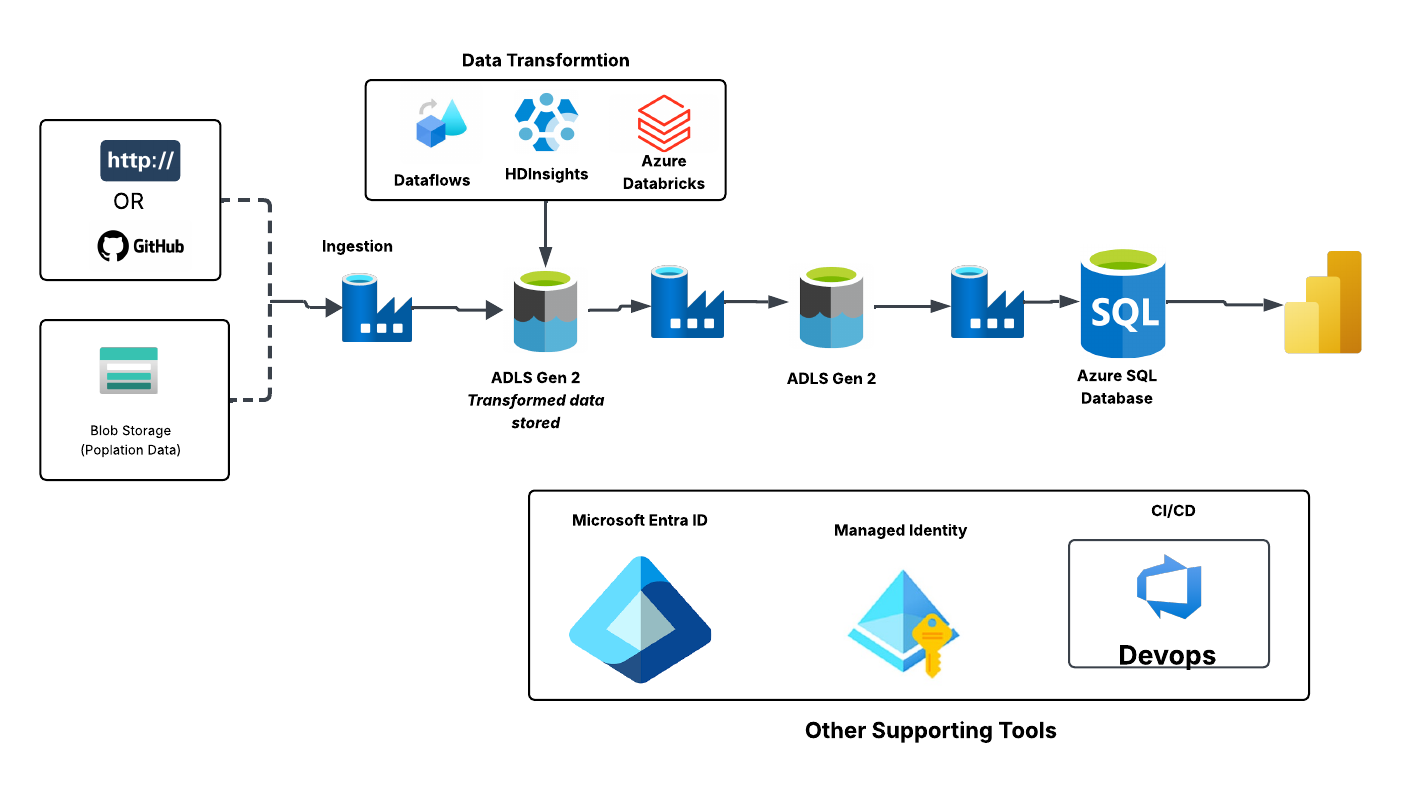 Data Transformtion
Dataflows
HDInsights
Azure
Databricks
http://
OR
GitHub
Blob Storage
(Poplation Data)
Ingestion
ADLS Gen 2
Transformed data
stored
ADLS Gen 2
SQL
Azure SQL
Database
Microsoft Entra ID
Managed Identity
CI/CD
Devops
Other Supporting Tools